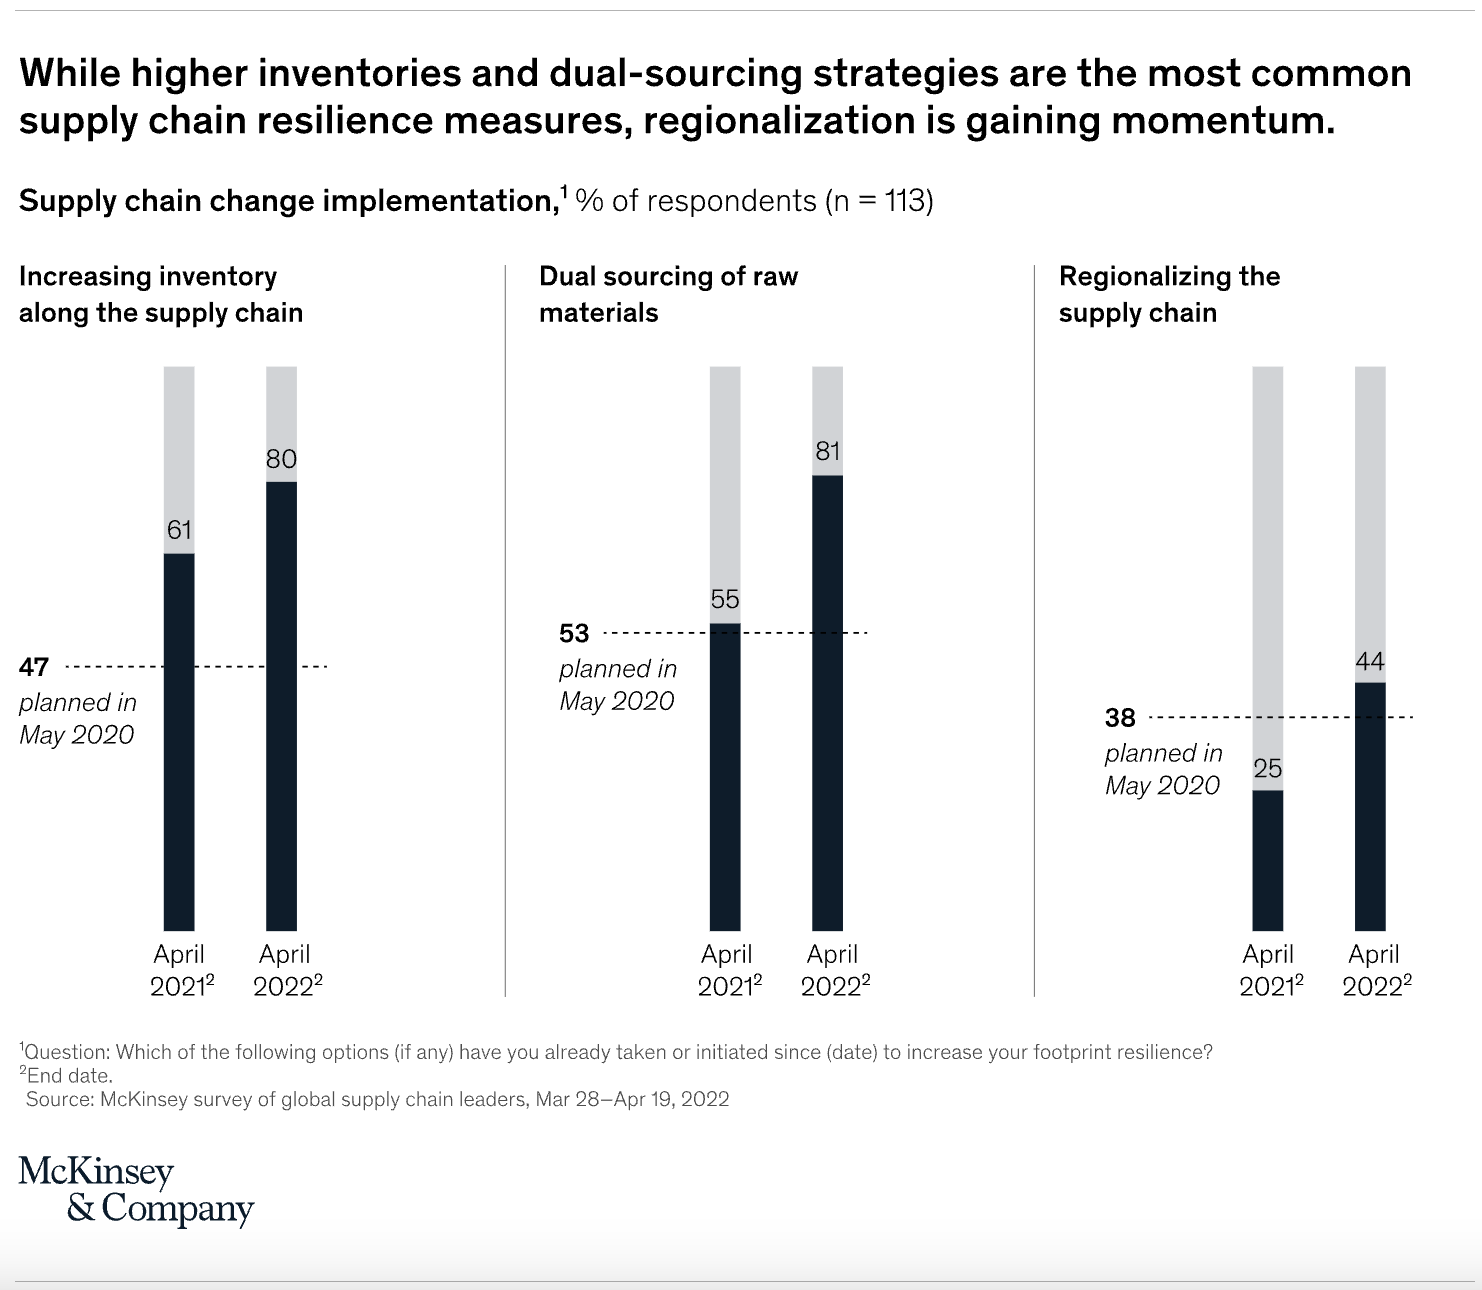 While higher inventories and dual-sourcing strategies are the most common
supply chain resilience measures, regionalization is gaining momentum.
Supply chain change implementation,¹ % of respondents (n = 113)
Increasing inventory
along the supply chain
61
80
47
planned in
May 2020
April
2021²
April
2022²
Dual sourcing of raw
materials
55
81
53
planned in
May 2020
April
2021²
April
2022²
Regionalizing the
supply chain
25
44
38
planned in
May 2020
April
2021²
April
2022²
¹Question: Which of the following options (if any) have you already taken or initiated since (date) to increase your footprint resilience?
²End date.
Source: McKinsey survey of global supply chain leaders, Mar 28–Apr 19, 2022
McKinsey
& Company